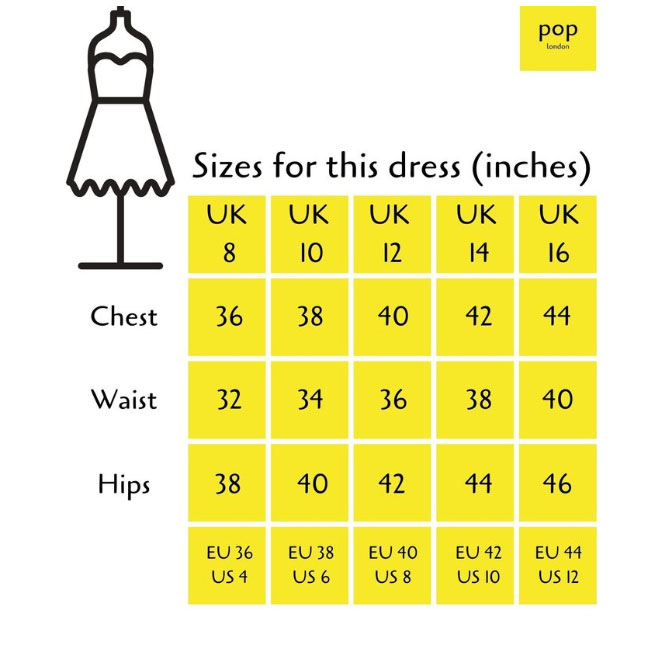 pop
london
Sizes for this dress (inches)
UK UK UK UK UK
8 10 12 14 16
Chest 36 38 40 42 44
Waist 32 34 36 38 40
Hips 38 40 42 44 46
EU 36 EU 38 EU 40 EU 42 EU 44
US 4 US 6 US 8 US 10 US 12